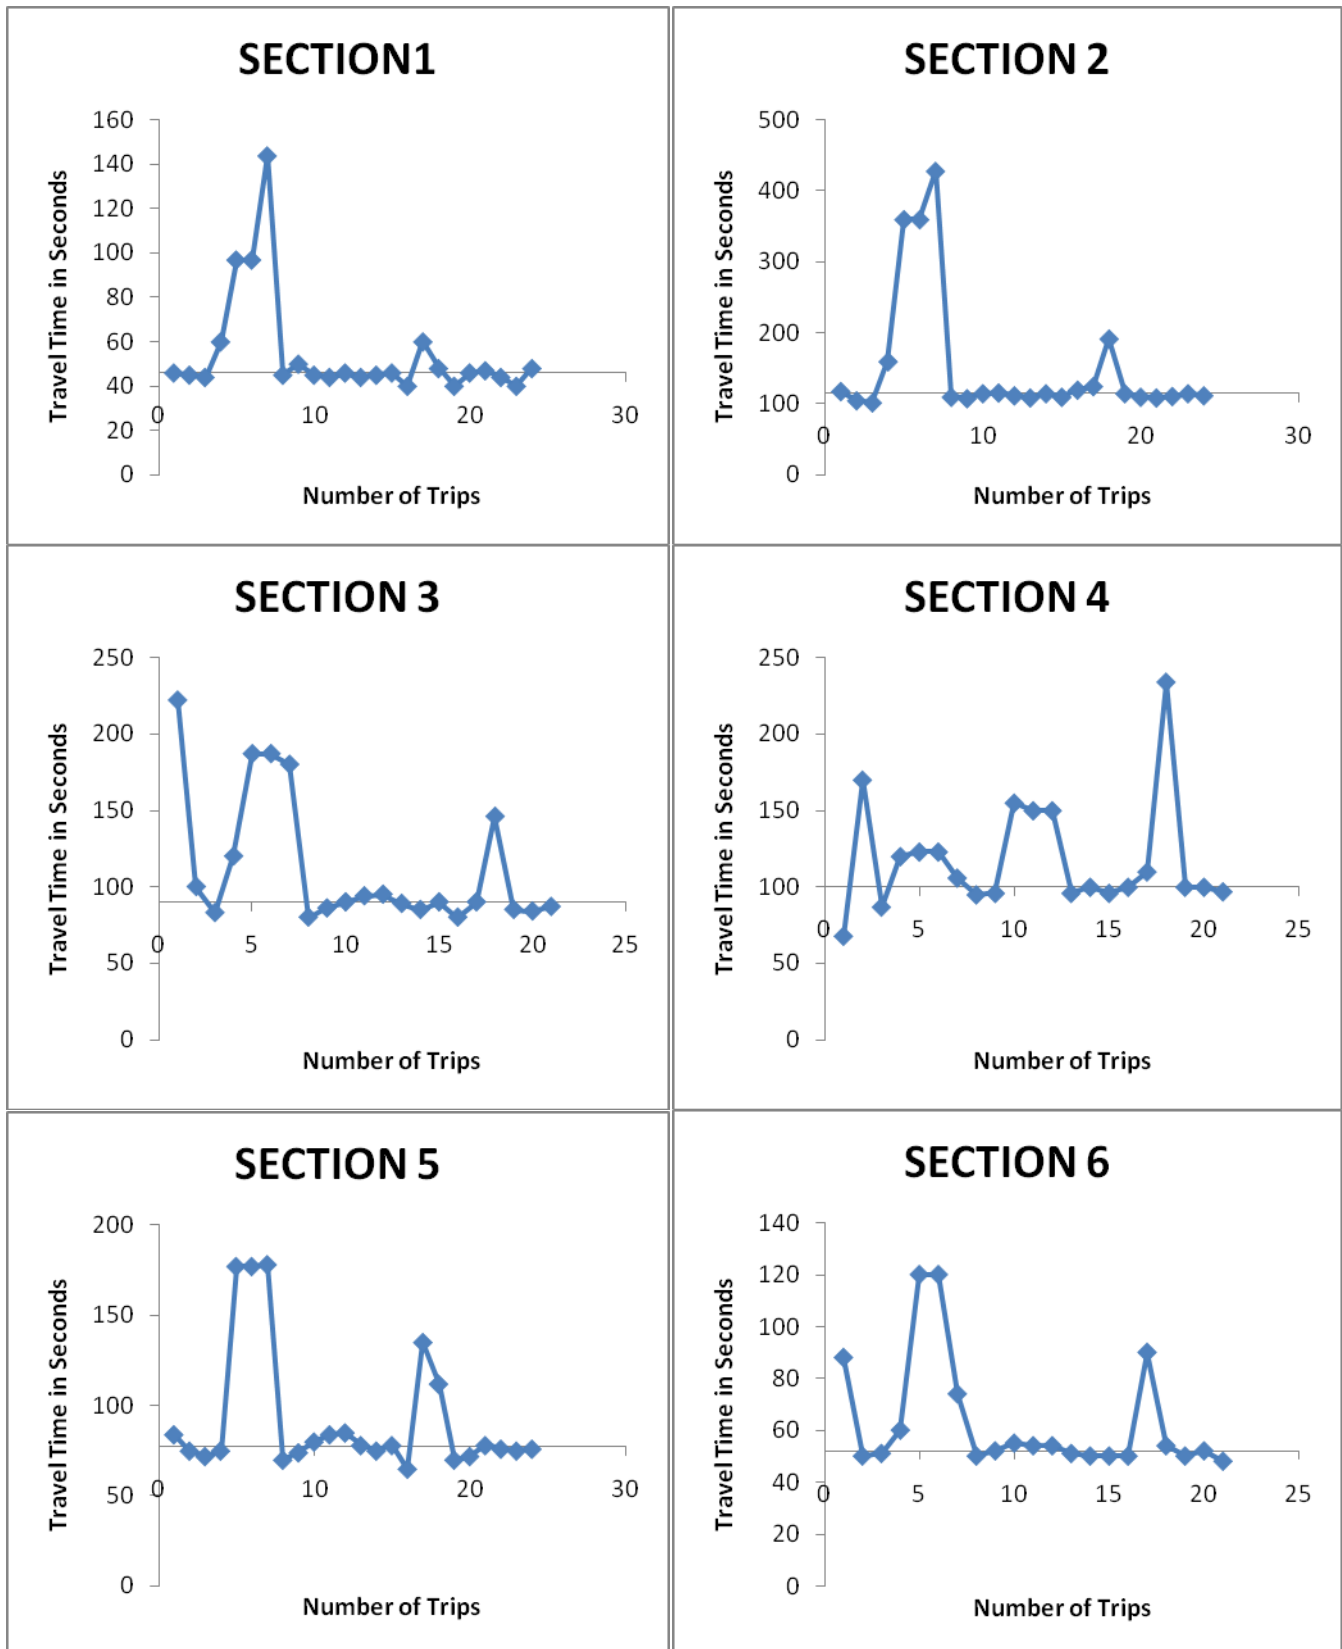 SECTION1
160
140
120
100
80
60
40
20
0
0 10 20 30
Travel Time in Seconds
Number of Trips
SECTION 2
500
400
300
200
100
0
0 10 20 30
Travel Time in Seconds
Number of Trips
SECTION 3
250
200
150
100
50
0
0 5 10 15 20 25
Travel Time in Seconds
Number of Trips
SECTION 4
250
200
150
100
50
0
0 5 10 15 20 25
Travel Time in Seconds
Number of Trips
SECTION 5
200
150
100
50
0
0 10 20 30
Travel Time in Seconds
Number of Trips
SECTION 6
140
120
100
80
60
40
20
0
0 5 10 15 20 25
Travel Time in Seconds
Number of Trips